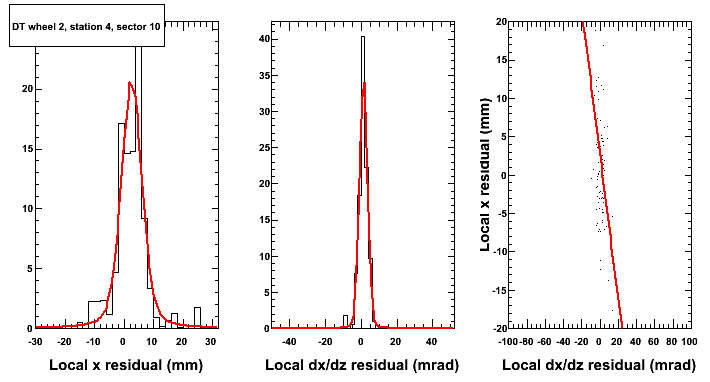 DT wheel 2, station 4, sector 10
20
15
10
5
0
-30 -20 -10 0 10 20 30
Local x residual (mm)
40
35
30
25
20
15
10
5
0
-40 -20 0 20 40
Local dx/dz residual (mrad)
Local x residual (mm)
20
15
10
5
0
-5
-10
-15
-20
-100 -80 -60 -40 -20 0 20 40 60 80 100
Local dx/dz residual (mrad)